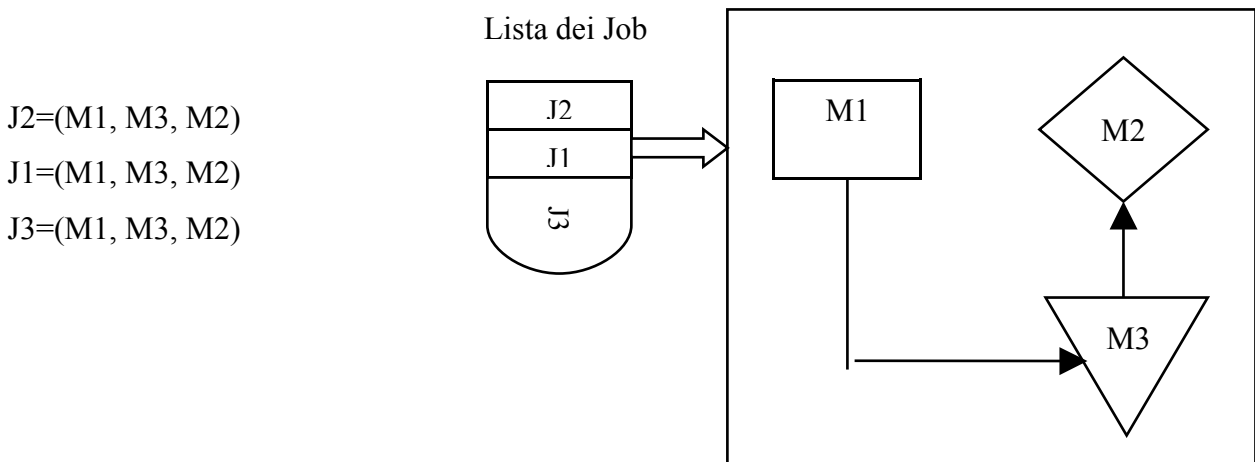 Lista dei Job
J2=(M1, M3, M2)
J1=(M1, M3, M2)
J3=(M1, M3, M2)
J2
J1
J3
M1
M2
M3